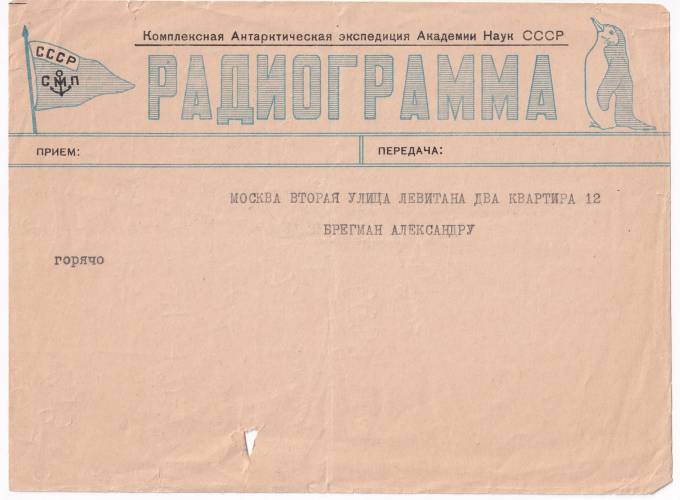 Комплексная Антарктическая экспедиция Академии Наук СССР
СССР
СМП
РАДИОГРАММА
ПРИЕМ:
ПЕРЕДАЧА:
МОСКВА ВТОРАЯ УЛИЦА ЛЕВИТАНА ДВА КВАРТИРА 12
БРЕГМАН АЛЕКСАНДРУ
горячо